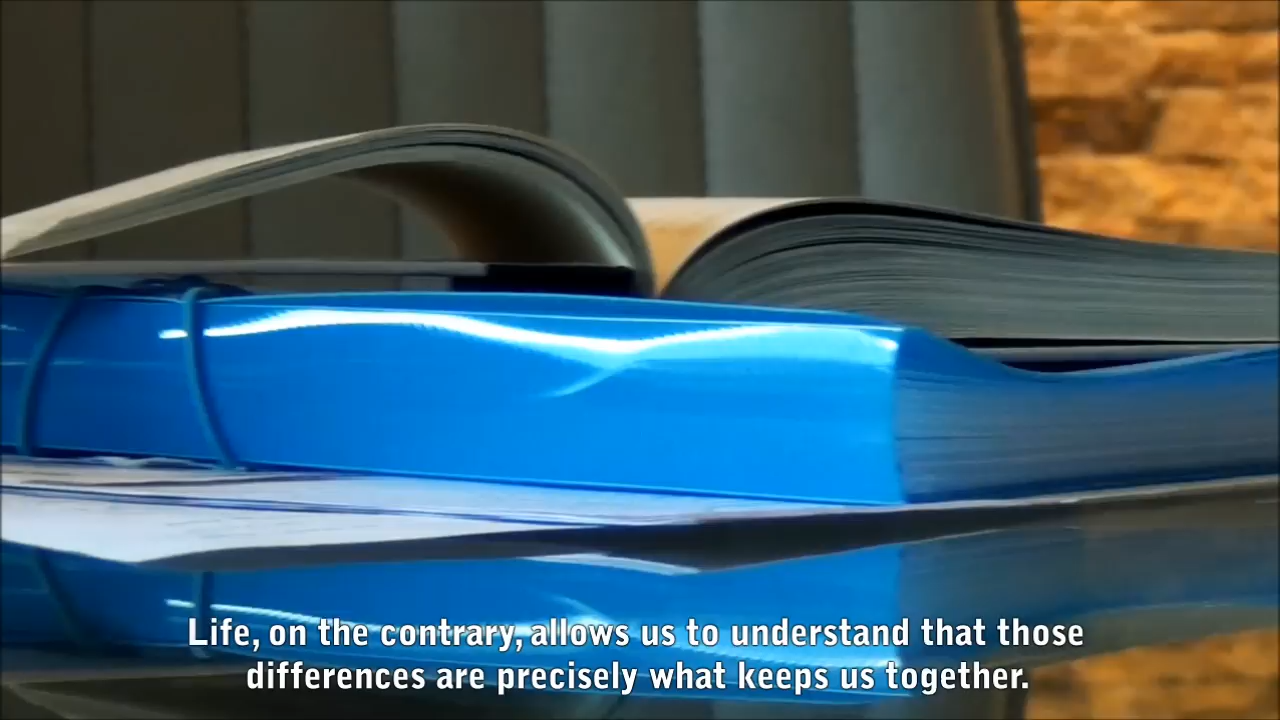 Life, on the contrary, allows us to understand that those
differences are precisely what keeps us together.